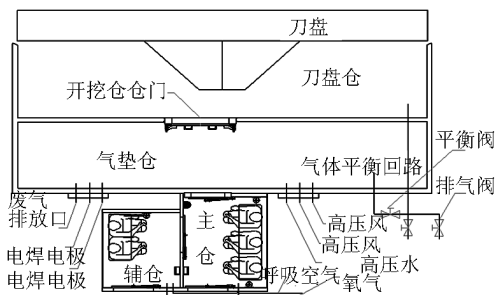 刀盘
刀盘仓
开挖仓仓门
平衡阀
气垫仓
气体平衡回路
排气阀
废气
排放口
主
仓
高压风
高压风
高压水
电焊电极
电焊电极
辅仓
呼吸空气
氧气